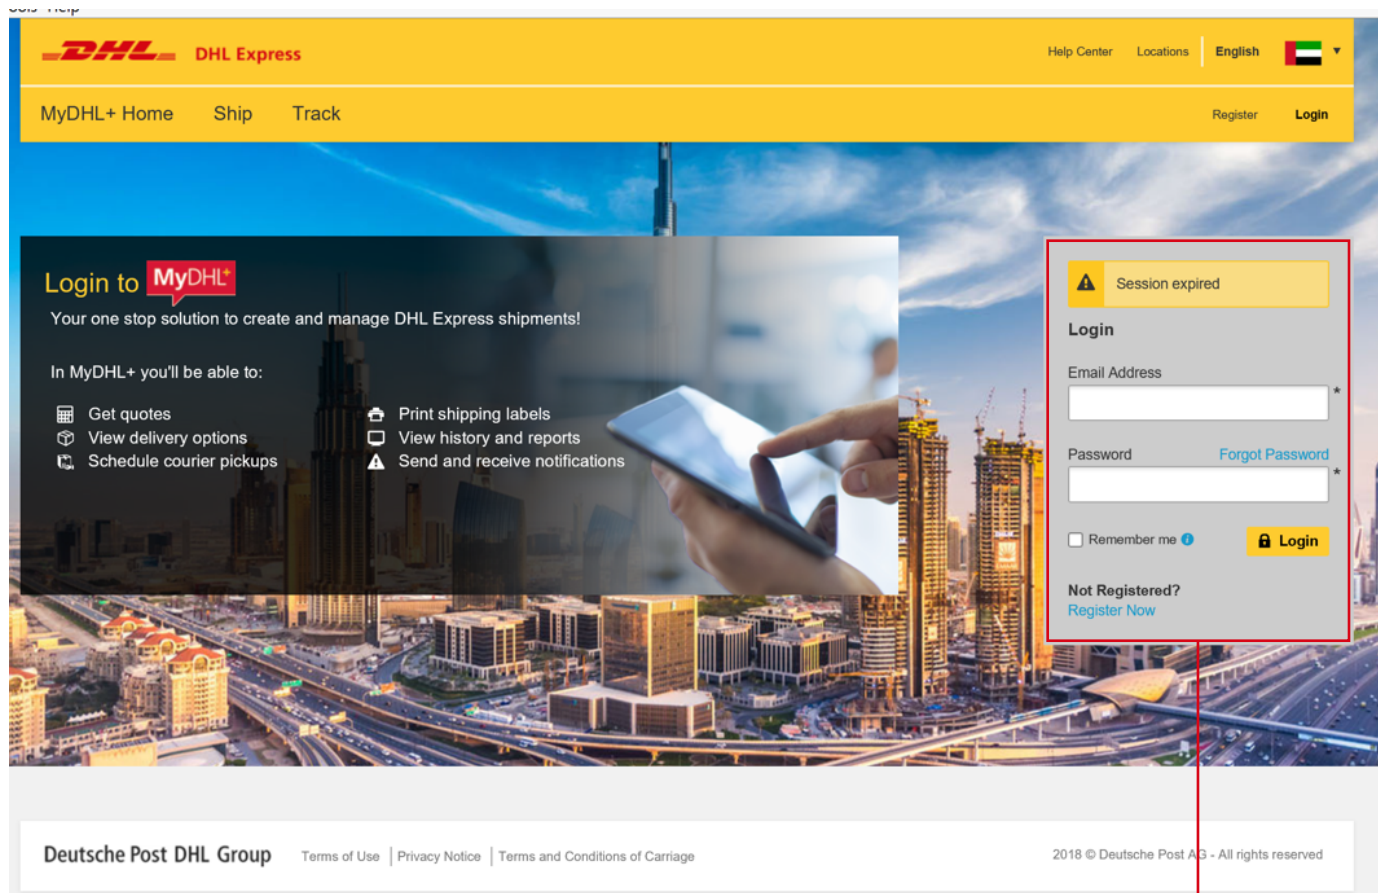 DHL DHL Express
Help Center Locations English
MyDHL+ Home Ship Track
Register Login
Login to MyDHL+
Your one stop solution to create and manage DHL Express shipments!
In MyDHL+ you'll be able to:
Get quotes
View delivery options
Schedule courier pickups
Print shipping labels
View history and reports
Send and receive notifications
Session expired
Login
Email Address
*
Password Forgot Password
*
Remember me
Login
Not Registered?
Register Now
Deutsche Post DHL Group Terms of Use | Privacy Notice | Terms and Conditions of Carriage
2018 © Deutsche Post AG - All rights reserved